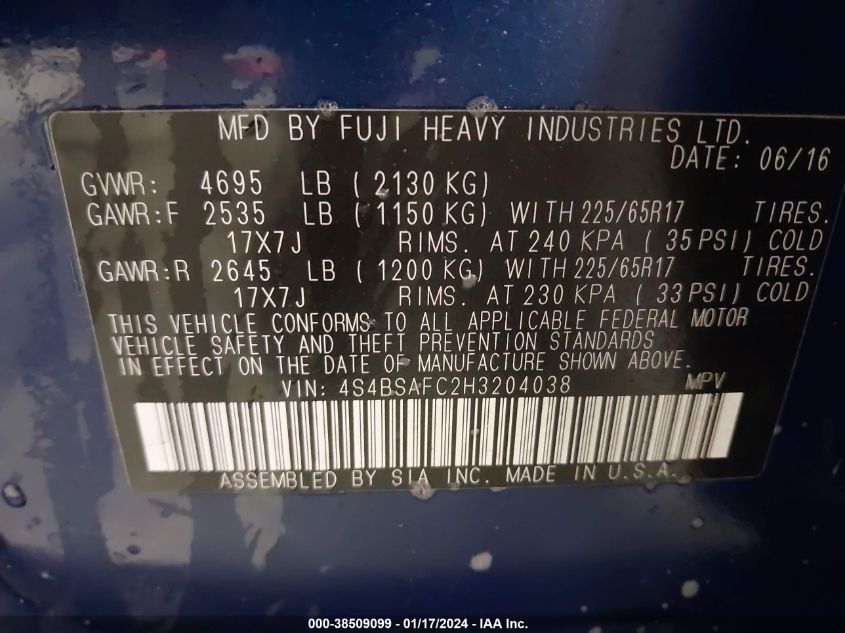 MFD BY FUJI HEAVY INDUSTRIES LTD.
DATE: 06/16
GVWR: 4695 LB ( 2130 KG)
GAWR:F 2535 LB ( 1150 KG) WITH 225/65R17 TIRES.
17X7J RIMS. AT 240 KPA ( 35 PSI) COLD
GAWR:R 2645 LB ( 1200 KG) WITH 225/65R17 TIRES.
17X7J RIMS. AT 230 KPA ( 33 PSI) COLD
THIS VEHICLE CONFORMS TO ALL APPLICABLE FEDERAL MOTOR
VEHICLE SAFETY AND THEFT PREVENTION STANDARDS
IN EFFECT ON THE DATE OF MANUFACTURE SHOWN ABOVE.
VIN: 4S4BSAFC2H3204038 MPV
ASSEMBLED BY SIA INC. MADE IN U.S.A.
000-38509099 - 01/17/2024 - IAA Inc.